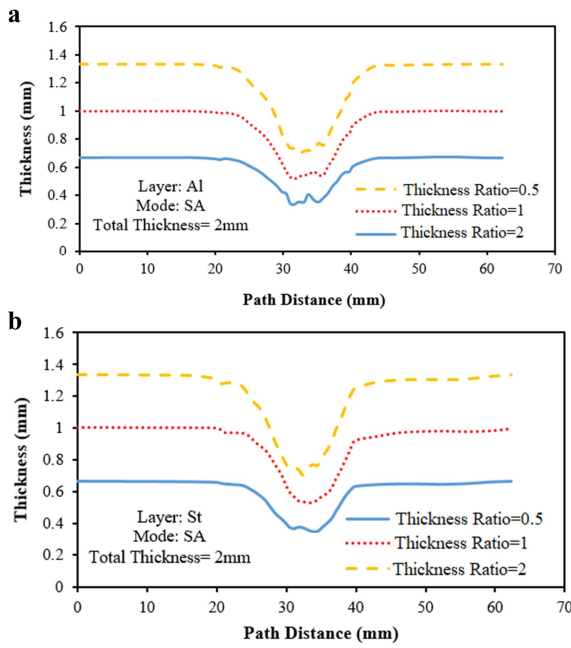 a
1.6
1.4
1.2
1
0.8
0.6
0.4
0.2
0
Thickness (mm)
Layer: Al
Mode: SA
Total Thickness= 2mm
Thickness Ratio=0.5
Thickness Ratio=1
Thickness Ratio=2
0 10 20 30 40 50 60 70
Path Distance (mm)
b
1.6
1.4
1.2
1
0.8
0.6
0.4
0.2
0
Thickness (mm)
Layer: St
Mode: SA
Total Thickness= 2mm
Thickness Ratio=0.5
Thickness Ratio=1
Thickness Ratio=2
0 10 20 30 40 50 60 70
Path Distance (mm)